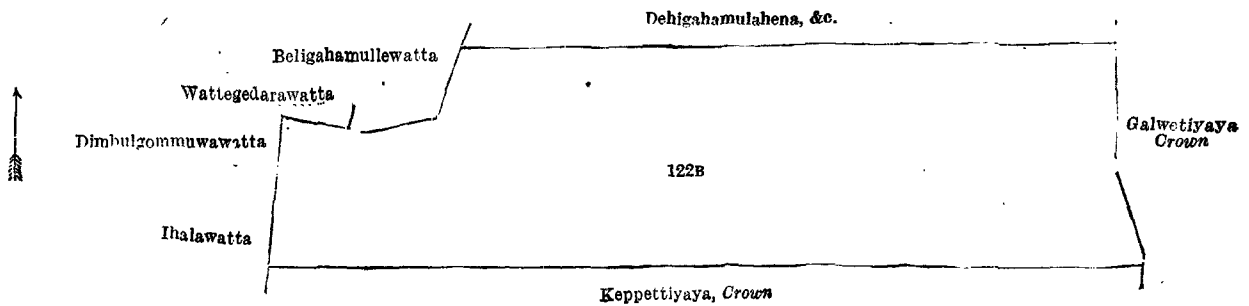 Dehigahamulahena, &c.
Beligahamullewatta
Wattegedarawatta
Dimbulgommuwawatta
Galwetiyaya
Crown
122B
Ihalawatta
Keppettiyaya, Crown